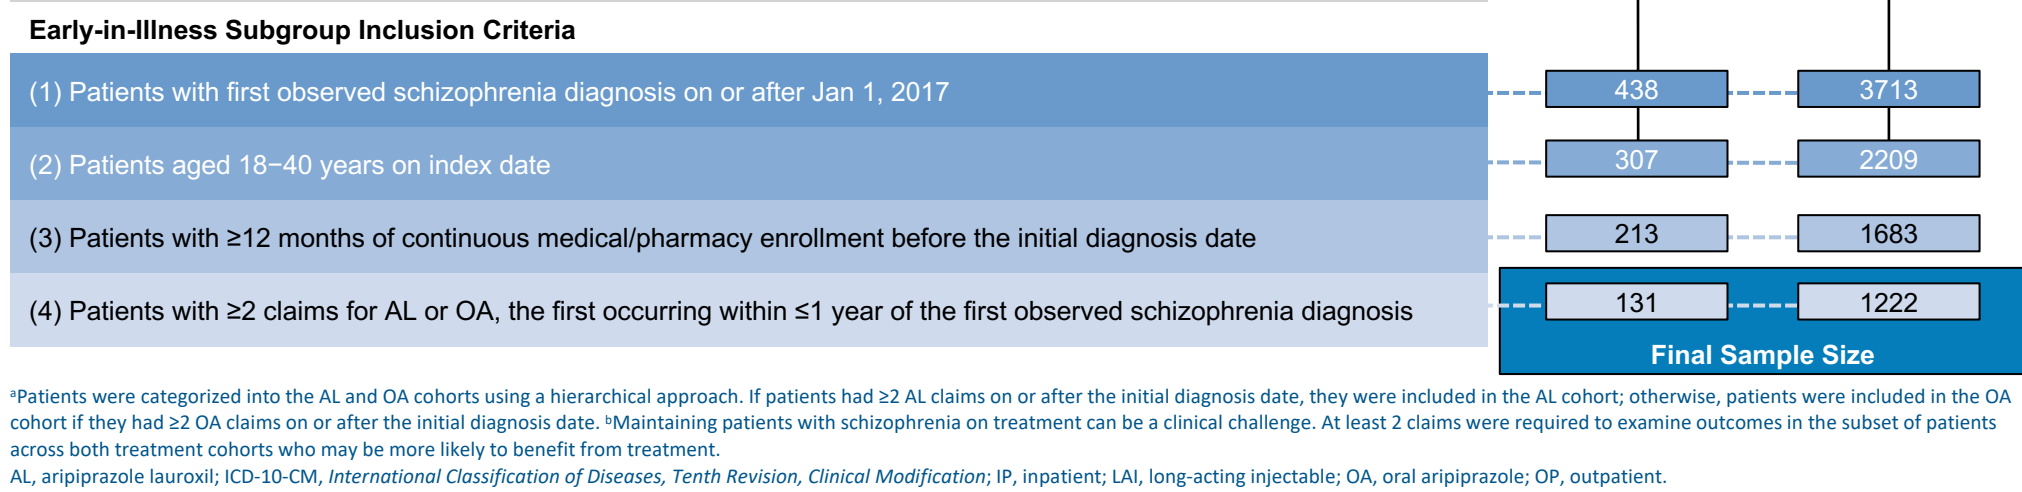 Early-in-Illness Subgroup Inclusion Criteria
(1) Patients with first observed schizophrenia diagnosis on or after Jan 1, 2017
438
3713
(2) Patients aged 18−40 years on index date
307
2209
(3) Patients with ≥12 months of continuous medical/pharmacy enrollment before the initial diagnosis date
213
1683
(4) Patients with ≥2 claims for AL or OA, the first occurring within ≤1 year of the first observed schizophrenia diagnosis
131
1222
Final Sample Size
ᵃPatients were categorized into the AL and OA cohorts using a hierarchical approach. If patients had ≥2 AL claims on or after the initial diagnosis date, they were included in the AL cohort; otherwise, patients were included in the OA
cohort if they had ≥2 OA claims on or after the initial diagnosis date. ᵇMaintaining patients with schizophrenia on treatment can be a clinical challenge. At least 2 claims were required to examine outcomes in the subset of patients
across both treatment cohorts who may be more likely to benefit from treatment.
AL, aripiprazole lauroxil; ICD-10-CM, International Classification of Diseases, Tenth Revision, Clinical Modification; IP, inpatient; LAI, long-acting injectable; OA, oral aripiprazole; OP, outpatient.